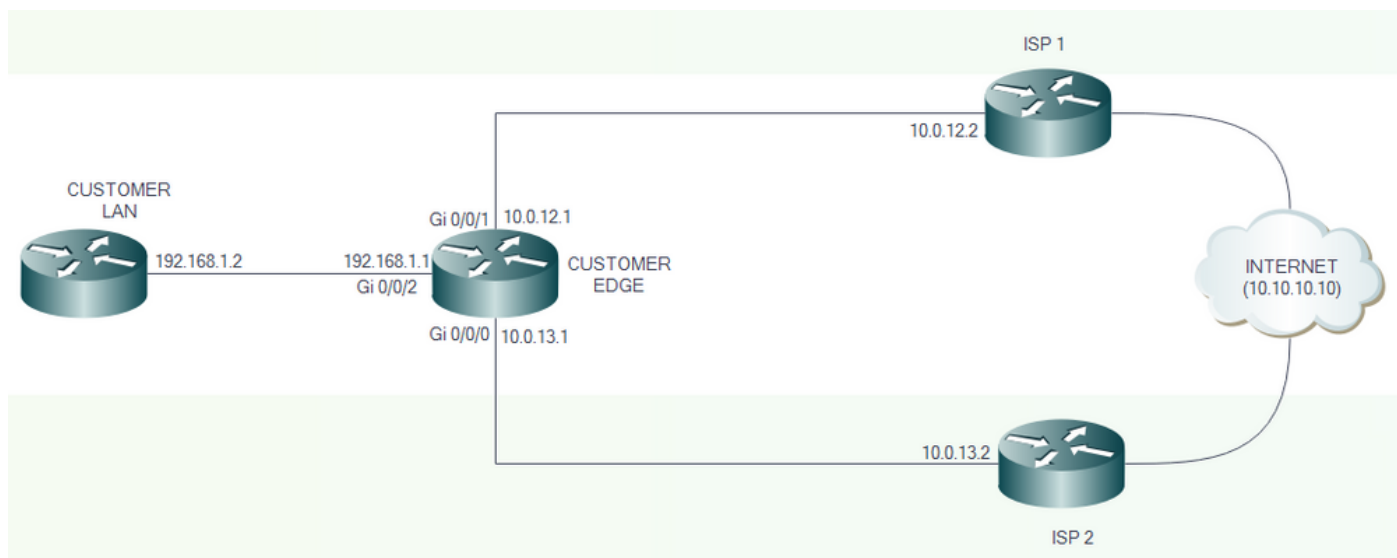 ISP 1
10.0.12.2
CUSTOMER
LAN
192.168.1.2
Gi 0/0/1
10.0.12.1
192.168.1.1
Gi 0/0/2
CUSTOMER
EDGE
Gi 0/0/0
10.0.13.1
INTERNET
(10.10.10.10)
10.0.13.2
ISP 2